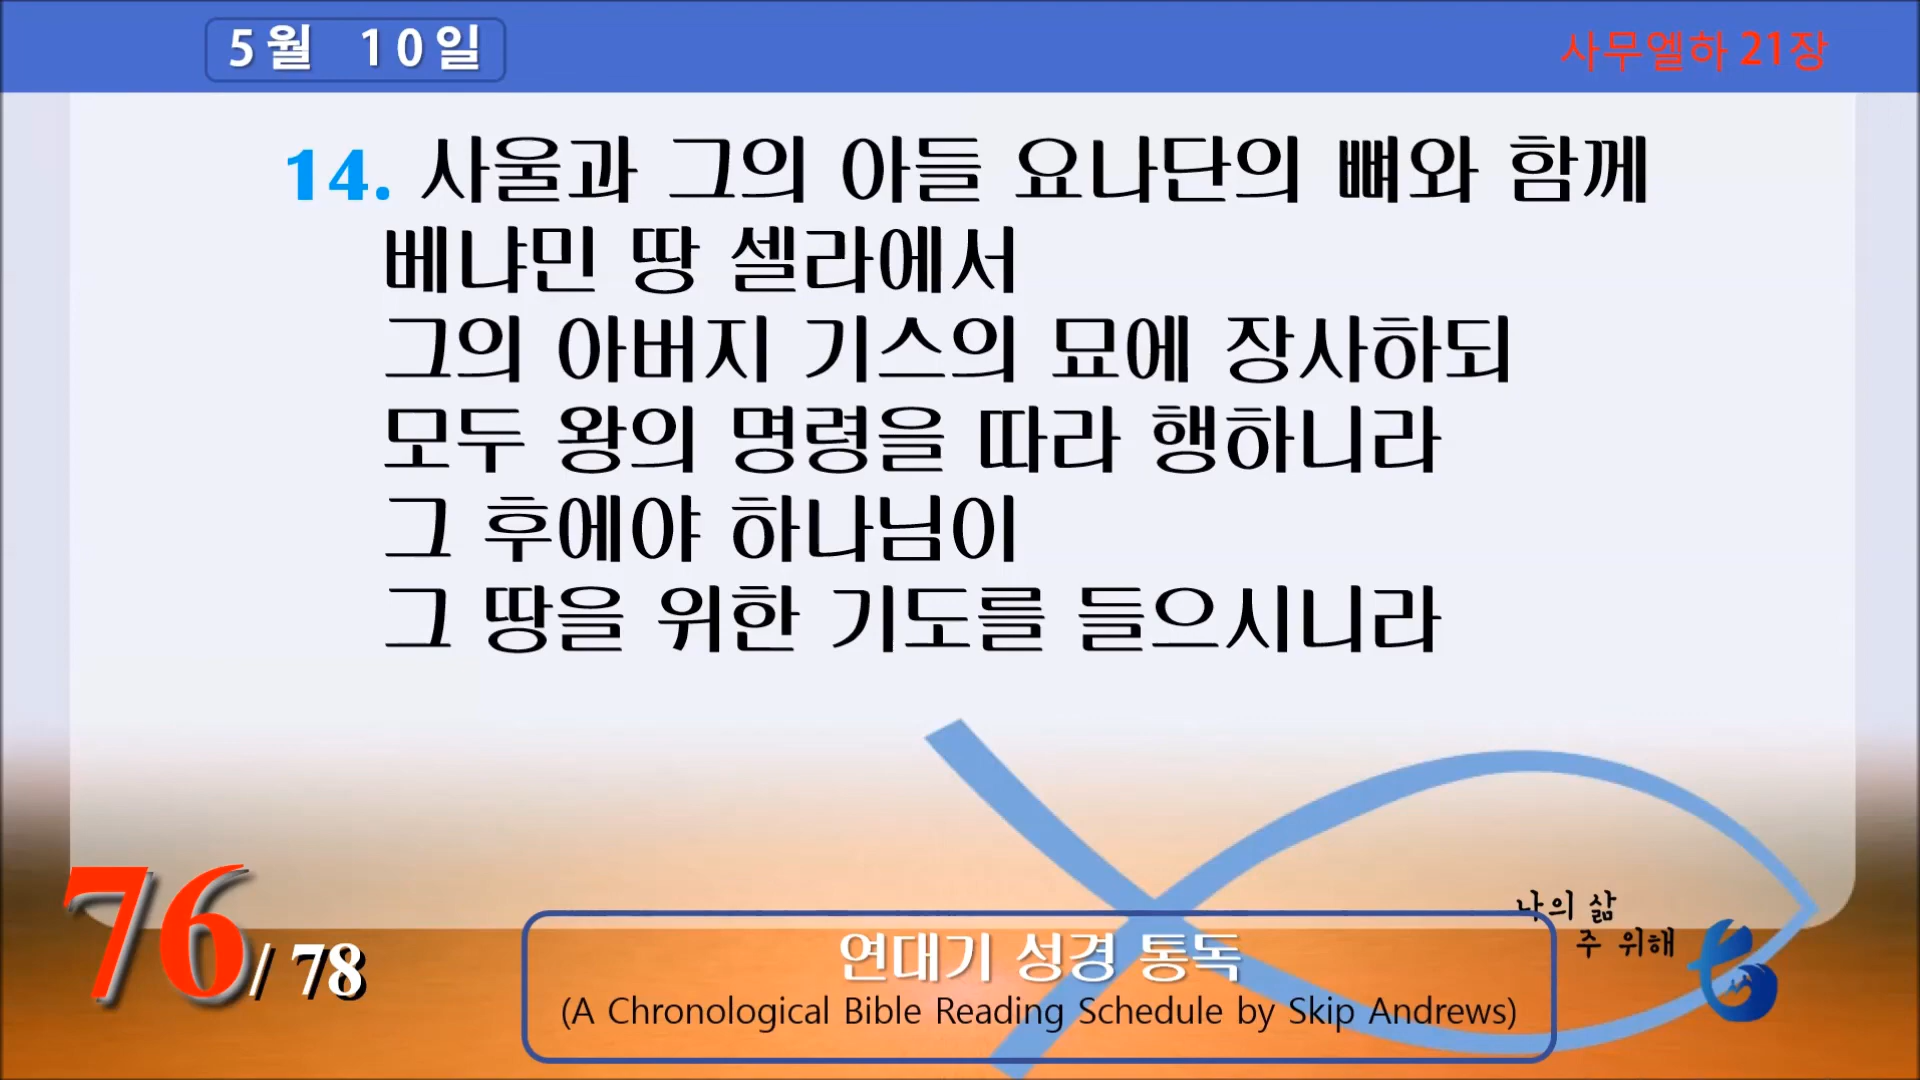 5월 10일
사무엘하 21장
14. 사울과 그의 아들 요나단의 뼈와 함께
베냐민 땅 셀라에서
그의 아버지 기스의 묘에 장사하되
모두 왕의 명령을 따라 행하니라
그 후에야 하나님이
그 땅을 위한 기도를 들으시니라
76/ 78
나의 삶
주 위해
연대기 성경 통독
(A Chronological Bible Reading Schedule by Skip Andrews)